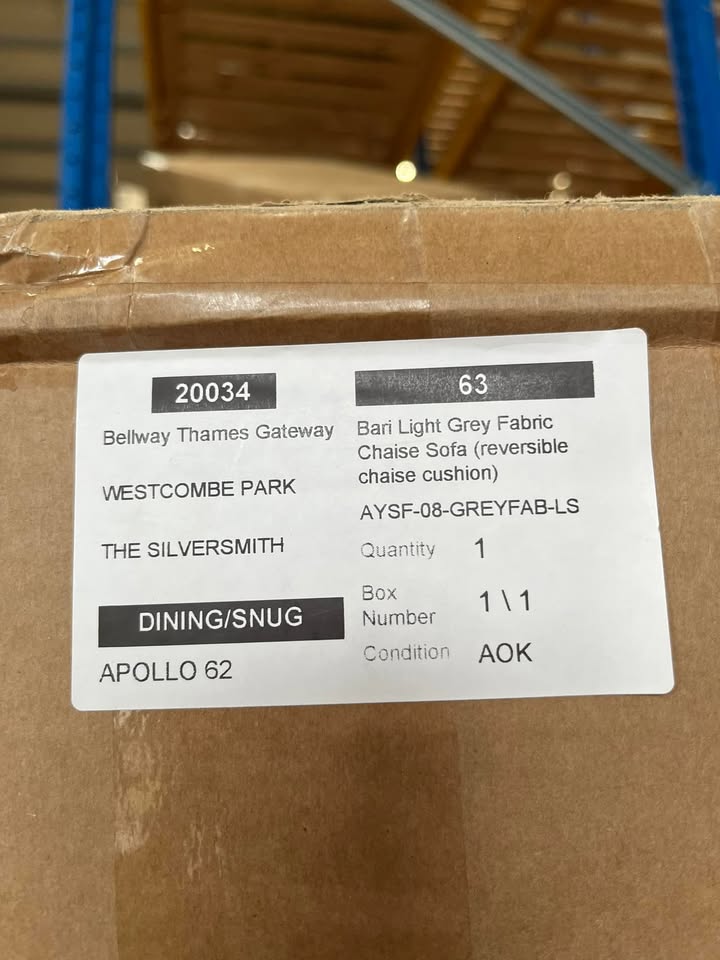 20034
Bellway Thames Gateway
WESTCOMBE PARK
THE SILVERSMITH
DINING/SNUG
APOLLO 62
63
Bari Light Grey Fabric
Chaise Sofa (reversible
chaise cushion)
AYSF-08-GREYFAB-LS
Quantity 1
Box
Number 1 \ 1
Condition AOK